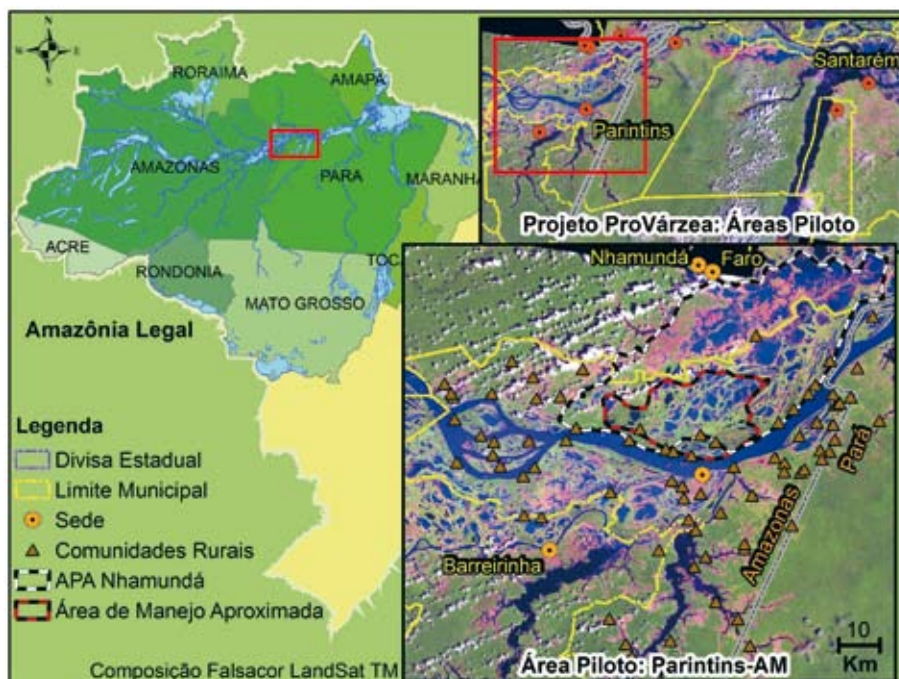 N
W
E
S
RORAIMA
AMAPÁ
AMAZONAS
PARA
MARANHA
ACRE
RONDONIA
TOC
MATO GROSSO
Amazônia Legal
Legenda
Divisa Estadual
Limite Municipal
Sede
Comunidades Rurais
APA Nhamundá
Área de Manejo Aproximada
Composição Falsacor LandSat TM
Santarém
Parintins
Projeto ProVárzea: Áreas Piloto
Nhamundá
Faro
Barreirinha
Amazonas
Pará
10
Km
Área Piloto: Parintins-AM